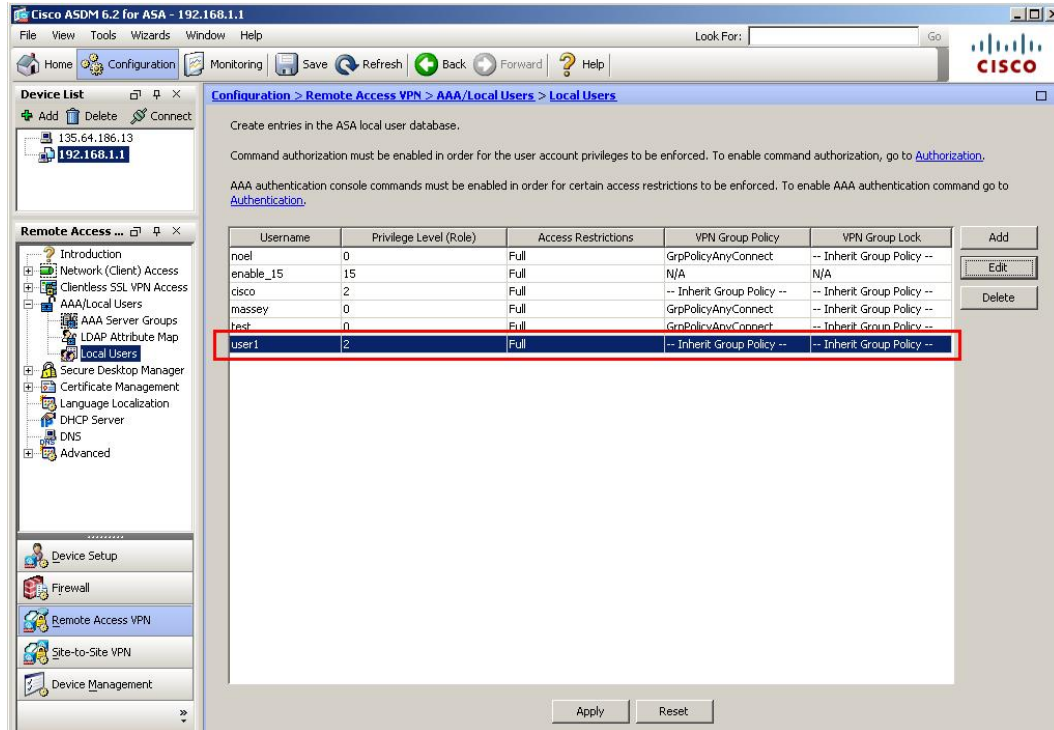 Cisco ASDM 6.2 for ASA - 192.168.1.1
File View Tools Wizards Window Help Look For: Go
Home Configuration Monitoring Save Refresh Back Forward Help
CISCO
Device List
Add Delete Connect
135.64.186.13
192.168.1.1
Remote Access ...
Introduction
Network (Client) Access
Clientless SSL VPN Access
AAA/Local Users
AAA Server Groups
LDAP Attribute Map
Local Users
Secure Desktop Manager
Certificate Management
Language Localization
DHCP Server
DNS
Advanced
Device Setup
Firewall
Remote Access VPN
Site-to-Site VPN
Device Management
»
Configuration > Remote Access VPN > AAA/Local Users > Local Users
Create entries in the ASA local user database.
Command authorization must be enabled in order for the user account privileges to be enforced. To enable command authorization, go to Authorization.
AAA authentication console commands must be enabled in order for certain access restrictions to be enforced. To enable AAA authentication command go to
Authentication.
Username Privilege Level (Role) Access Restrictions VPN Group Policy VPN Group Lock
noel 0 Full GrpPolicyAnyConnect -- Inherit Group Policy --
enable_15 15 Full N/A N/A
cisco 2 Full -- Inherit Group Policy -- -- Inherit Group Policy --
massey 0 Full GrpPolicyAnyConnect -- Inherit Group Policy --
test 0 Full GrpPolicyAnyConnect -- Inherit Group Policy --
user1 2 Full -- Inherit Group Policy -- -- Inherit Group Policy --
Add
Edit
Delete
Apply Reset